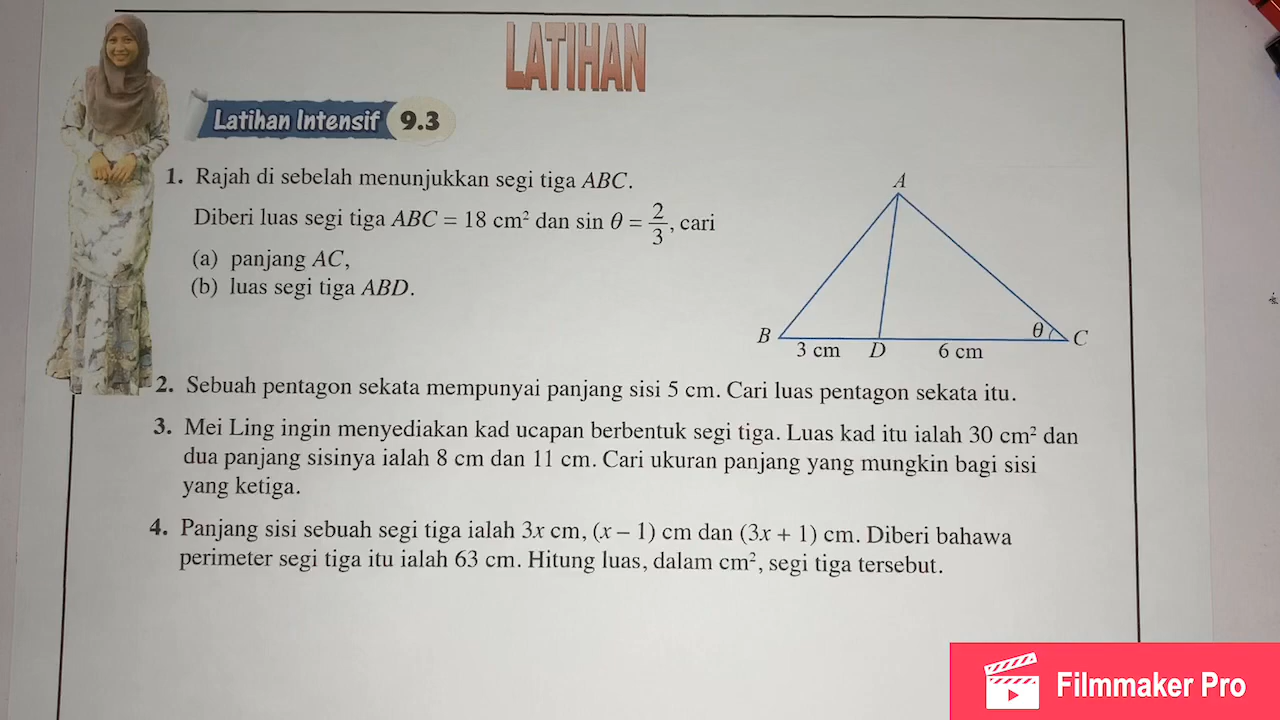 LATIHAN
Latihan Intensif 9.3
1. Rajah di sebelah menunjukkan segi tiga ABC.
Diberi luas segi tiga ABC = 18 cm² dan sin θ = 2/3, cari
(a) panjang AC,
(b) luas segi tiga ABD.
A
B
3 cm
D
6 cm
θ
C
2. Sebuah pentagon sekata mempunyai panjang sisi 5 cm. Cari luas pentagon sekata itu.
3. Mei Ling ingin menyediakan kad ucapan berbentuk segi tiga. Luas kad itu ialah 30 cm² dan
dua panjang sisinya ialah 8 cm dan 11 cm. Cari ukuran panjang yang mungkin bagi sisi
yang ketiga.
4. Panjang sisi sebuah segi tiga ialah 3x cm, (x – 1) cm dan (3x + 1) cm. Diberi bahawa
perimeter segi tiga itu ialah 63 cm. Hitung luas, dalam cm², segi tiga tersebut.
Filmmaker Pro